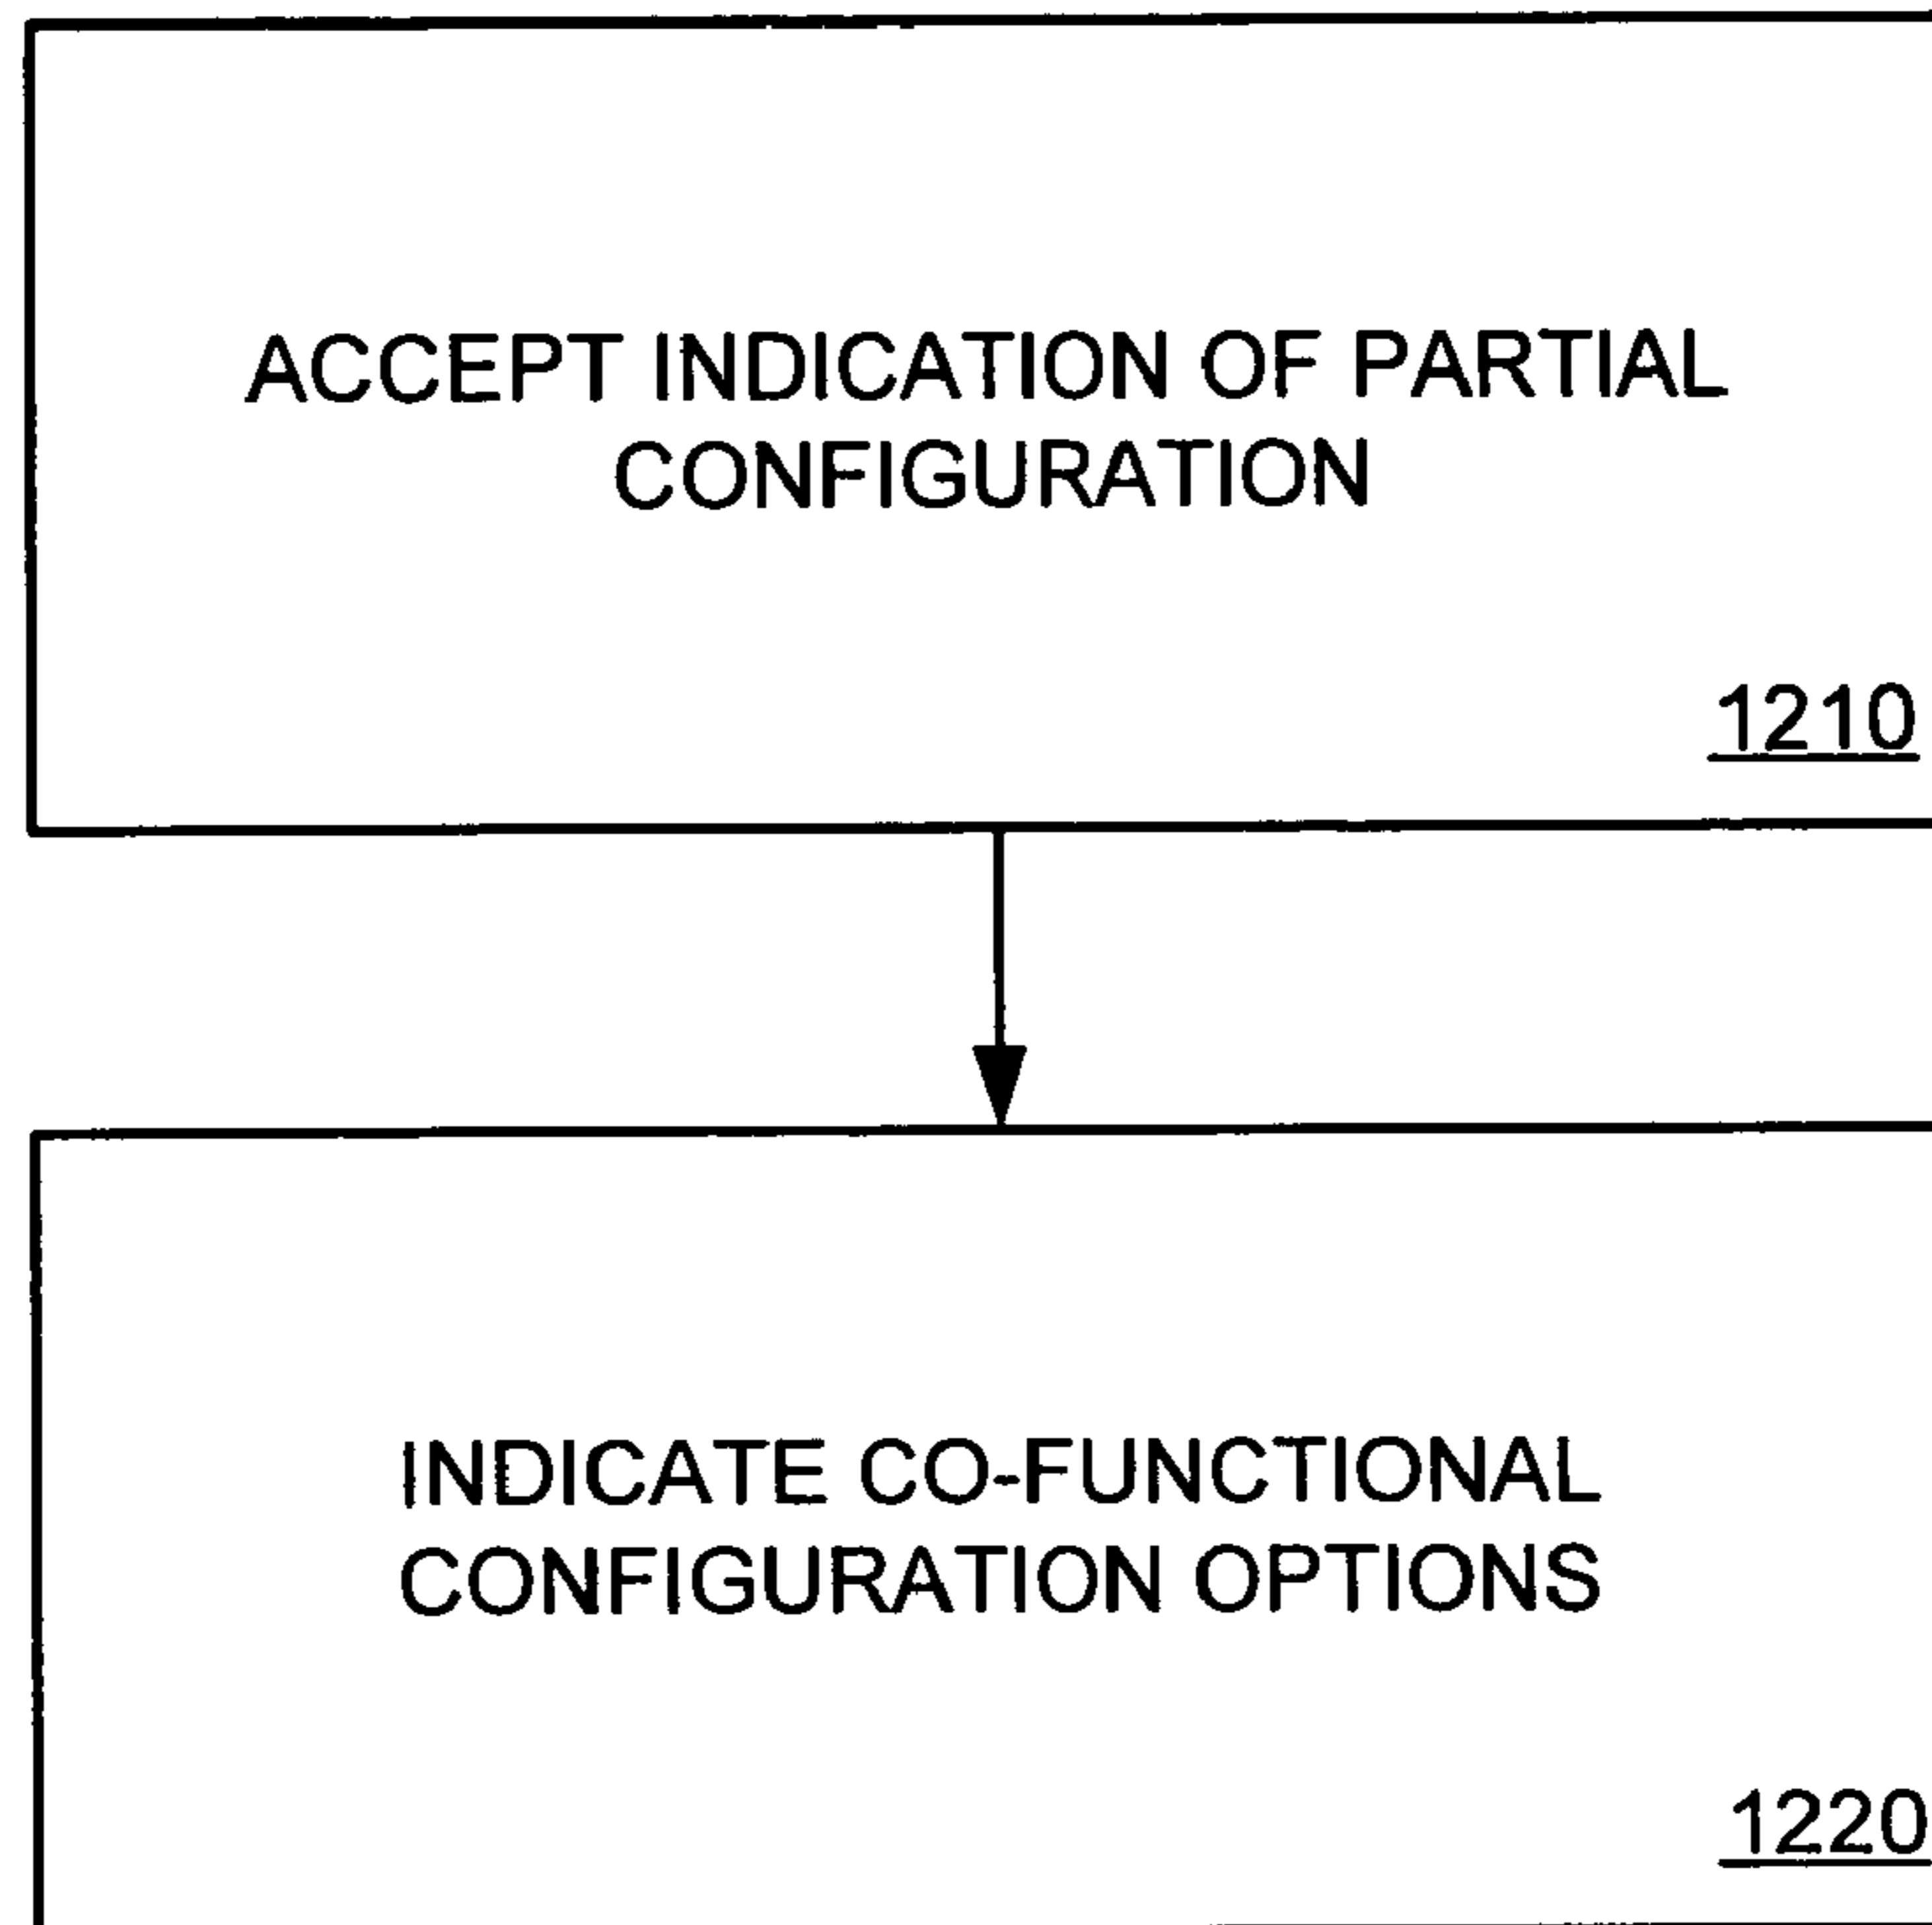 ACCEPT INDICATION OF PARTIAL
CONFIGURATION
1210
INDICATE CO-FUNCTIONAL
CONFIGURATION OPTIONS
1220